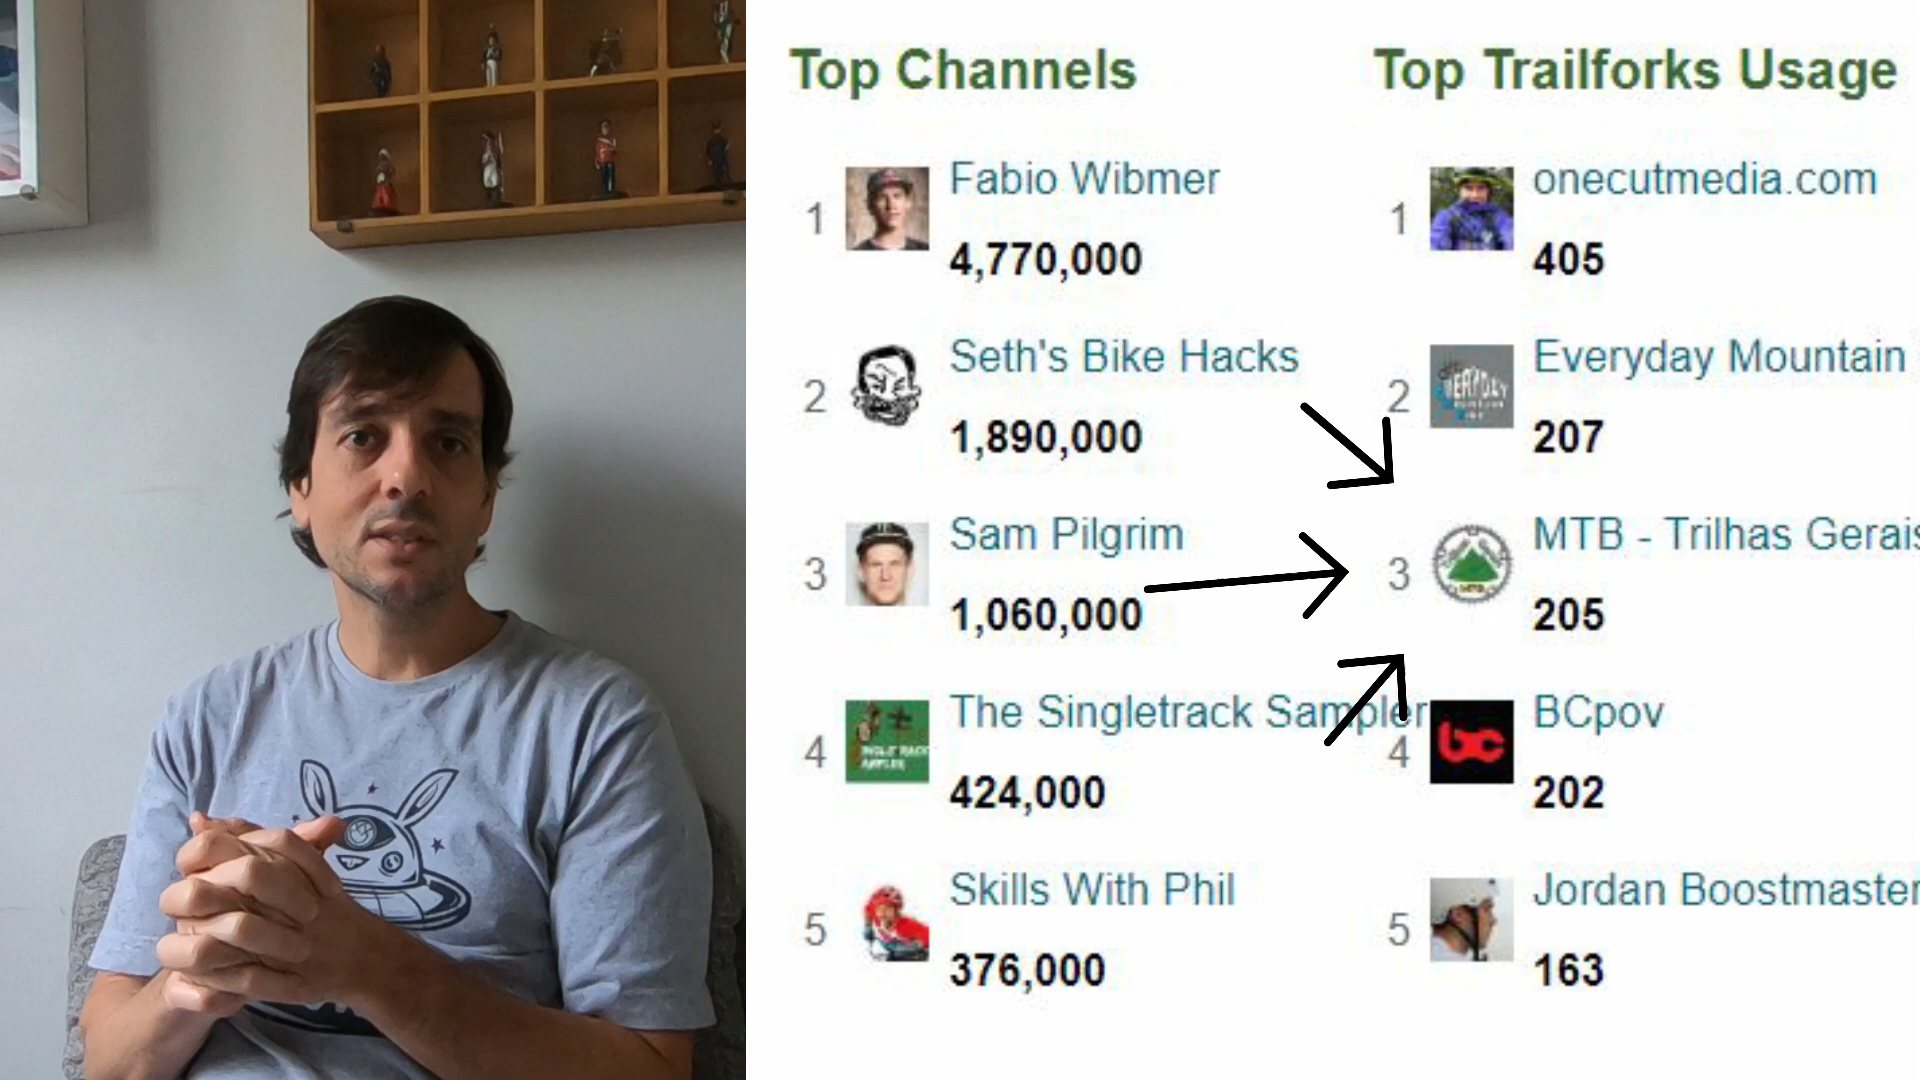 Top Channels
1
Fabio Wibmer
4,770,000
2
Seth's Bike Hacks
1,890,000
3
Sam Pilgrim
1,060,000
4
The Singletrack Sampler
424,000
5
Skills With Phil
376,000
Top Trailforks Usage
1
onecutmedia.com
405
2
Everyday Mountain
207
3
MTB - Trilhas Gerais
205
4
bc
BCpov
202
5
Jordan Boostmaster
163